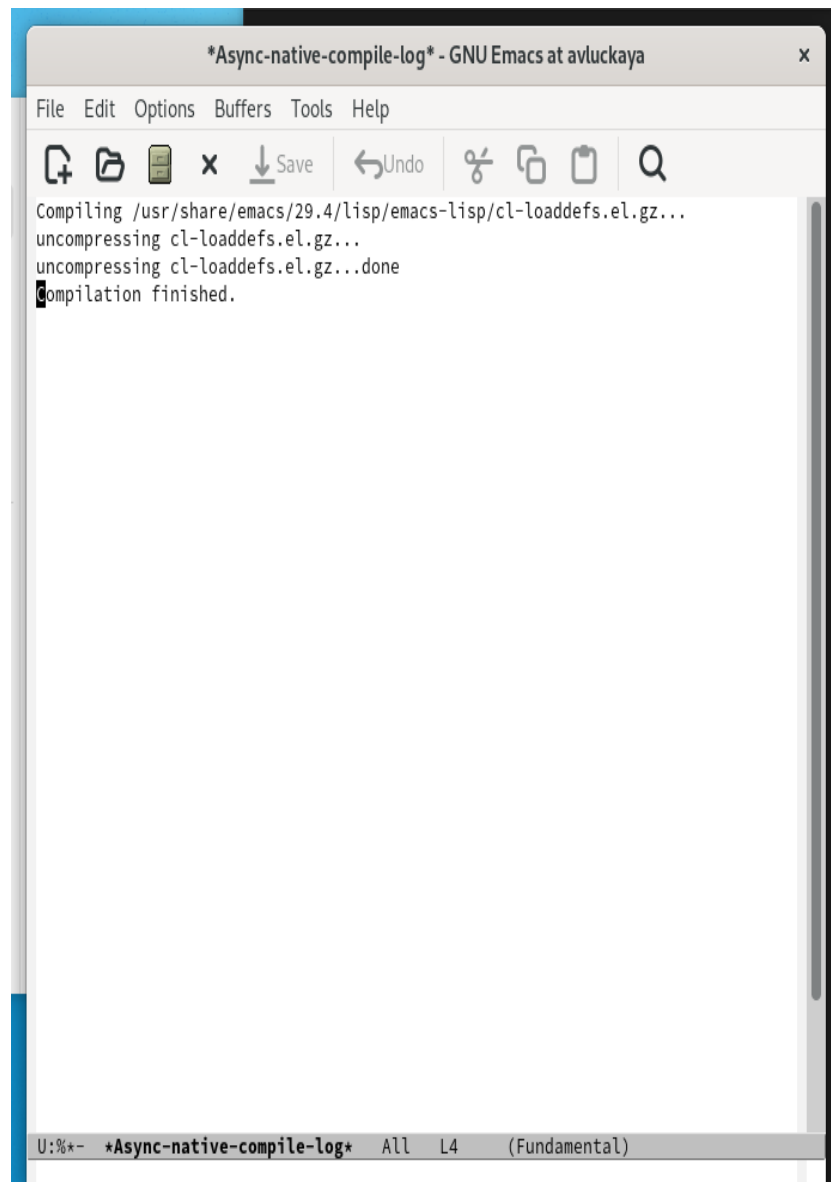 *Async-native-compile-log* - GNU Emacs at avluckaya x
File Edit Options Buffers Tools Help
Save Undo
Compiling /usr/share/emacs/29.4/lisp/emacs-lisp/cl-loaddefs.el.gz...
uncompressing cl-loaddefs.el.gz...
uncompressing cl-loaddefs.el.gz...done
Compilation finished.
U:%*- *Async-native-compile-log* All L4 (Fundamental)